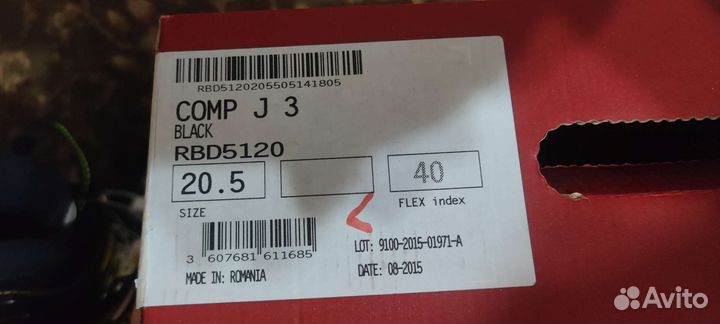 RBD5120205505141805
COMP J 3
BLACK
RBD5120
20.5
40
SIZE
FLEX index
3 607681 611685
LOT: 9100-2015-01971-A
MADE IN: ROMANIA
DATE: 08-2015
Avito